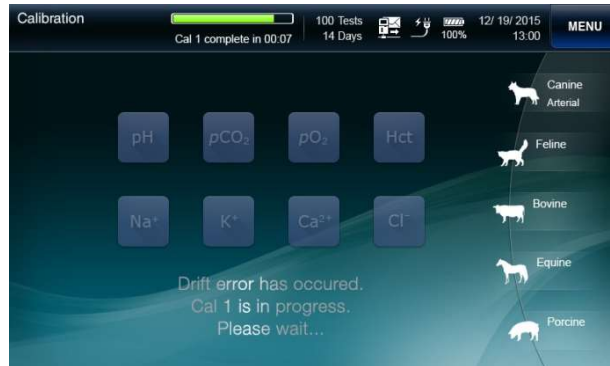 Calibration
Cal 1 complete in 00:07
100 Tests
14 Days
100%
12/ 19/ 2015
13:00
MENU
pH
pCO₂
pO₂
Hct
Na⁺
K⁺
Ca²⁺
Cl⁻
Drift error has occured.
Cal 1 is in progress.
Please wait...
Canine
Arterial
Feline
Bovine
Equine
Porcine